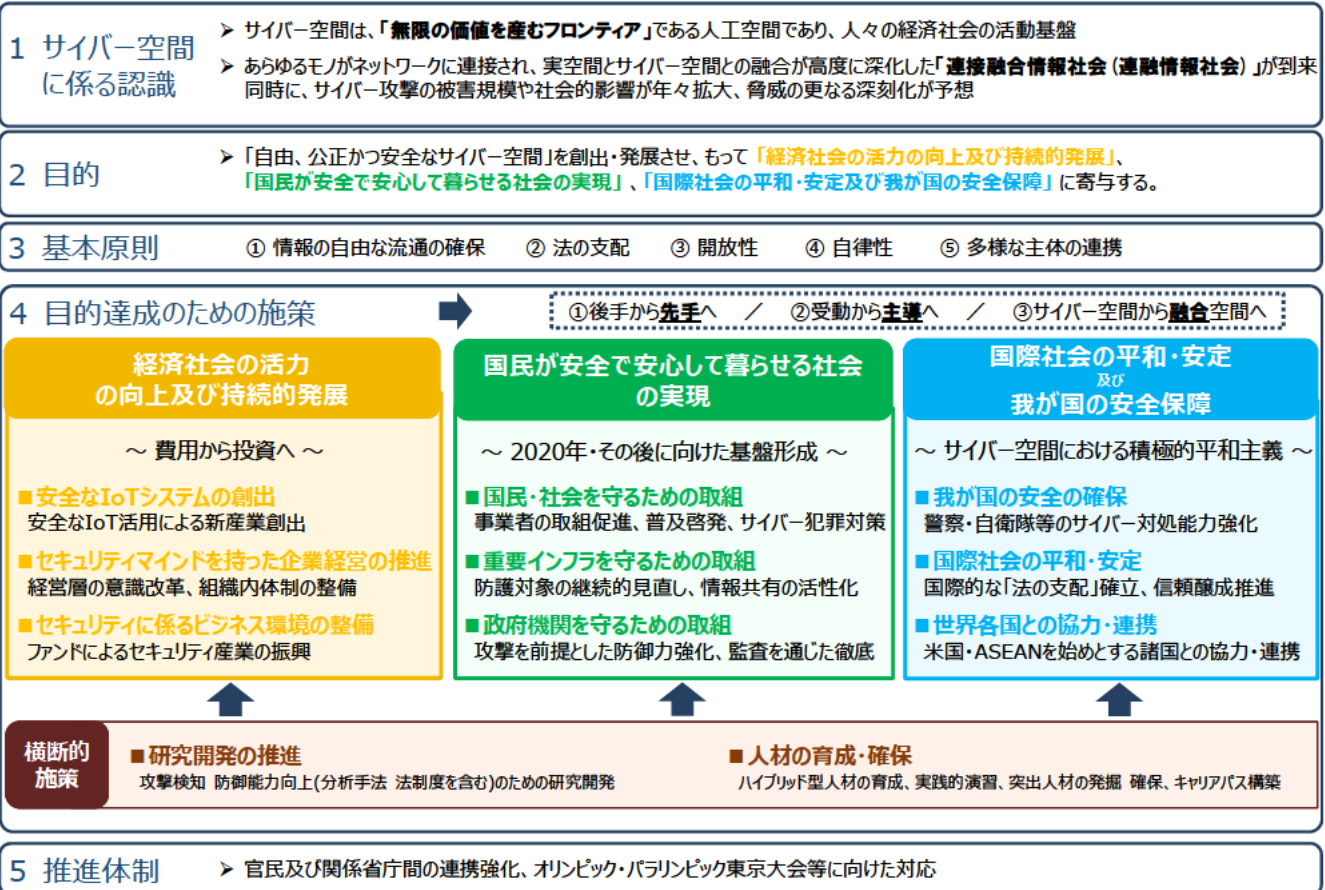 1 サイバー空間に係る認識
➢ サイバー空間は、「無限の価値を産むフロンティア」である人工空間であり、人々の経済社会の活動基盤
➢ あらゆるモノがネットワークに連接され、実空間とサイバー空間との融合が高度に深化した「連接融合情報社会(連融情報社会)」が到来
同時に、サイバー攻撃の被害規模や社会的影響が年々拡大、脅威の更なる深刻化が予想
2 目的
➢ 「自由、公正かつ安全なサイバー空間」を創出・発展させ、もって「経済社会の活力の向上及び持続的発展」、
「国民が安全で安心して暮らせる社会の実現」、「国際社会の平和・安定及び我が国の安全保障」に寄与する。
3 基本原則
① 情報の自由な流通の確保 ② 法の支配 ③ 開放性 ④ 自律性 ⑤ 多様な主体の連携
4 目的達成のための施策
①後手から先手へ / ②受動から主導へ / ③サイバー空間から融合空間へ
経済社会の活力
の向上及び持続的発展
~ 費用から投資へ ~
■安全なIoTシステムの創出
安全なIoT活用による新産業創出
■セキュリティマインドを持った企業経営の推進
経営層の意識改革、組織内体制の整備
■セキュリティに係るビジネス環境の整備
ファンドによるセキュリティ産業の振興
国民が安全で安心して暮らせる社会
の実現
~ 2020年・その後に向けた基盤形成 ~
■国民・社会を守るための取組
事業者の取組促進、普及啓発、サイバー犯罪対策
■重要インフラを守るための取組
防護対象の継続的見直し、情報共有の活性化
■政府機関を守るための取組
攻撃を前提とした防御力強化、監査を通じた徹底
国際社会の平和・安定
及び
我が国の安全保障
~ サイバー空間における積極的平和主義 ~
■我が国の安全の確保
警察・自衛隊等のサイバー対処能力強化
■国際社会の平和・安定
国際的な「法の支配」確立、信頼醸成推進
■世界各国との協力・連携
米国・ASEANを始めとする諸国との協力・連携
横断的
施策
■研究開発の推進
攻撃検知 防御能力向上(分析手法 法制度を含む)のための研究開発
■人材の育成・確保
ハイブリッド型人材の育成、実践的演習、突出人材の発掘 確保、キャリアパス構築
5 推進体制
➢ 官民及び関係省庁間の連携強化、オリンピック・パラリンピック東京大会等に向けた対応